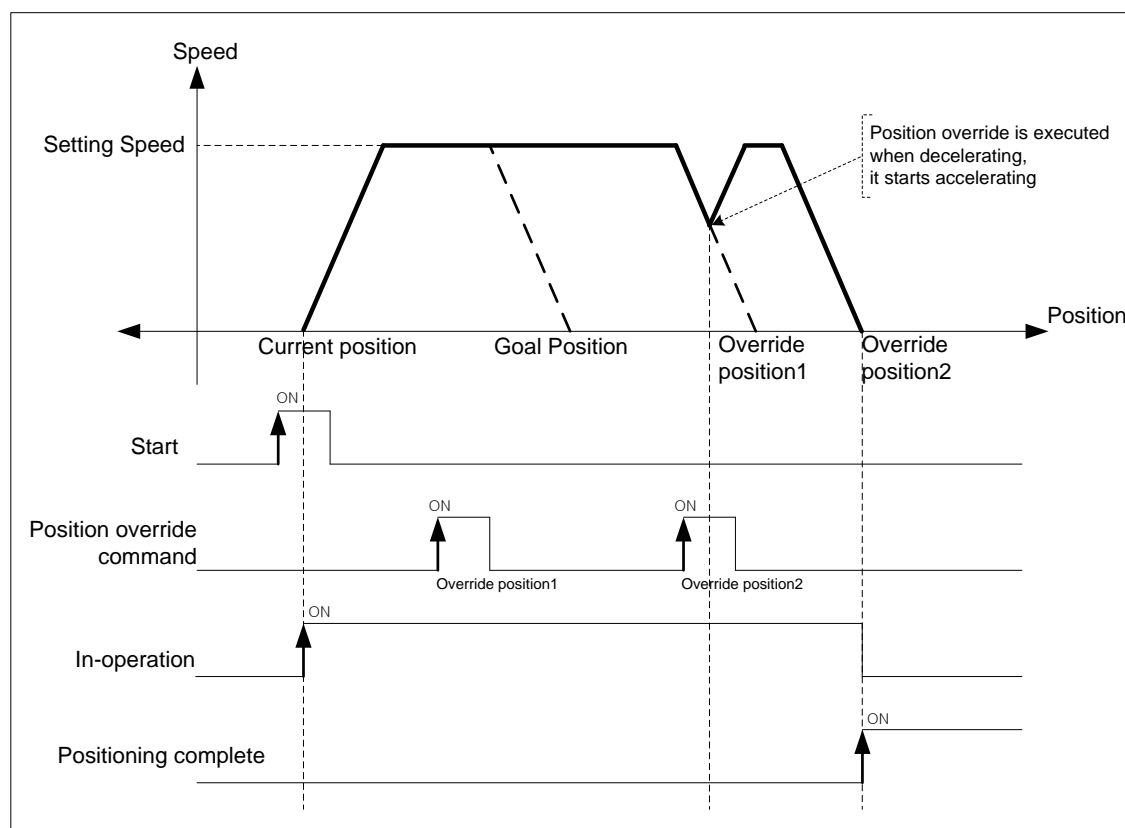 Speed
Setting Speed
Position override is executed
when decelerating,
it starts accelerating
Position
Current position
Goal Position
Override
position1
Override
position2
ON
Start
ON
ON
Position override
command
Override position1
Override position2
ON
In-operation
ON
Positioning complete